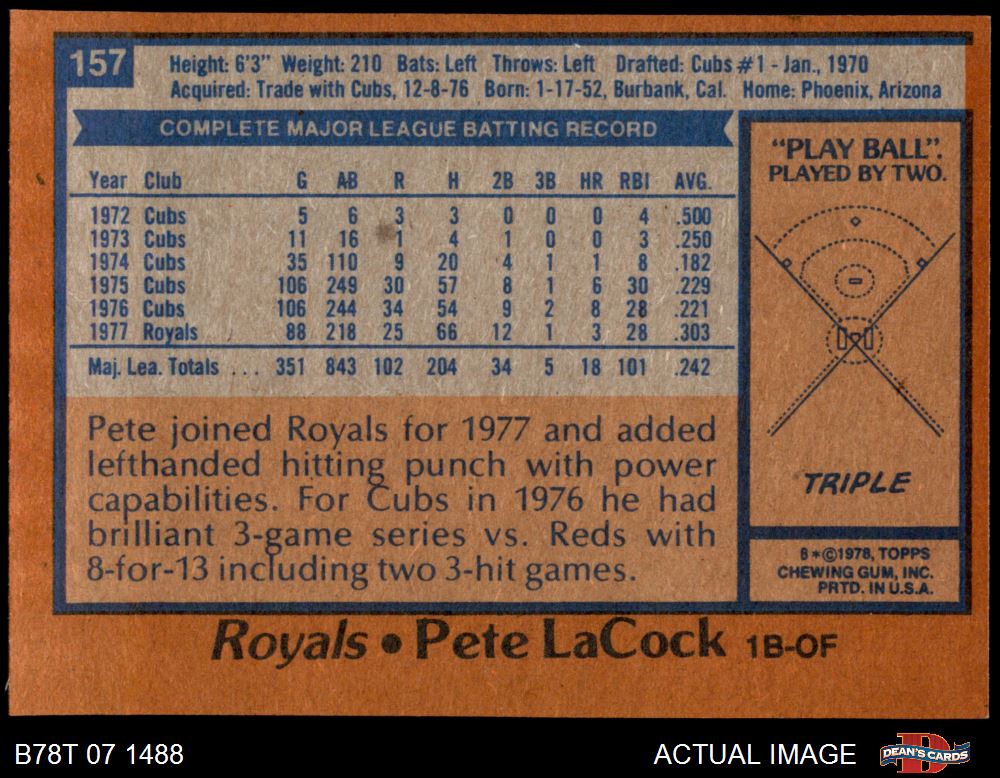 157
Height: 6'3" Weight: 210 Bats: Left Throws: Left Drafted: Cubs #1 - Jan., 1970
Acquired: Trade with Cubs, 12-8-76 Born: 1-17-52, Burbank, Cal. Home: Phoenix, Arizona
COMPLETE MAJOR LEAGUE BATTING RECORD
Year Club G AB R H 2B 3B HR RBI AVG.
1972 Cubs 5 6 3 3 0 0 0 4 .500
1973 Cubs 11 16 1 4 1 0 0 3 .250
1974 Cubs 35 110 9 20 4 1 1 8 .182
1975 Cubs 106 249 30 57 8 1 6 30 .229
1976 Cubs 106 244 34 54 9 2 8 28 .221
1977 Royals 88 218 25 66 12 1 3 28 .303
Maj. Lea. Totals ... 351 843 102 204 34 5 18 101 .242
Pete joined Royals for 1977 and added
lefthanded hitting punch with power
capabilities. For Cubs in 1976 he had
brilliant 3-game series vs. Reds with
8-for-13 including two 3-hit games.
"PLAY BALL".
PLAYED BY TWO.
TRIPLE
6*©1978, TOPPS
CHEWING GUM, INC.
PRTD. IN U.S.A.
Royals • Pete LaCock 1B-OF
B78T 07 1488
ACTUAL IMAGE
DEAN'S CARDS